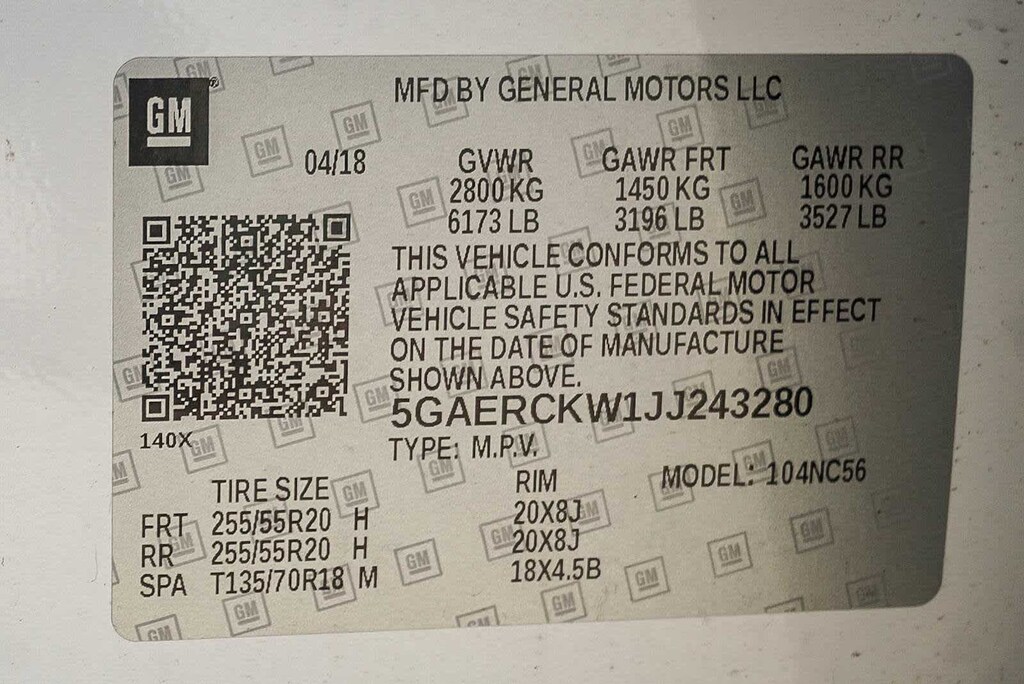 GM®
MFD BY GENERAL MOTORS LLC
04/18 GVWR GAWR FRT GAWR RR
2800 KG 1450 KG 1600 KG
6173 LB 3196 LB 3527 LB
THIS VEHICLE CONFORMS TO ALL
APPLICABLE U.S. FEDERAL MOTOR
VEHICLE SAFETY STANDARDS IN EFFECT
ON THE DATE OF MANUFACTURE
SHOWN ABOVE.
5GAERCKW1JJ243280
140X
TYPE: M.P.V.
MODEL: 104NC56
TIRE SIZE RIM
FRT 255/55R20 H 20X8J
RR 255/55R20 H 20X8J
SPA T135/70R18 M 18X4.5B